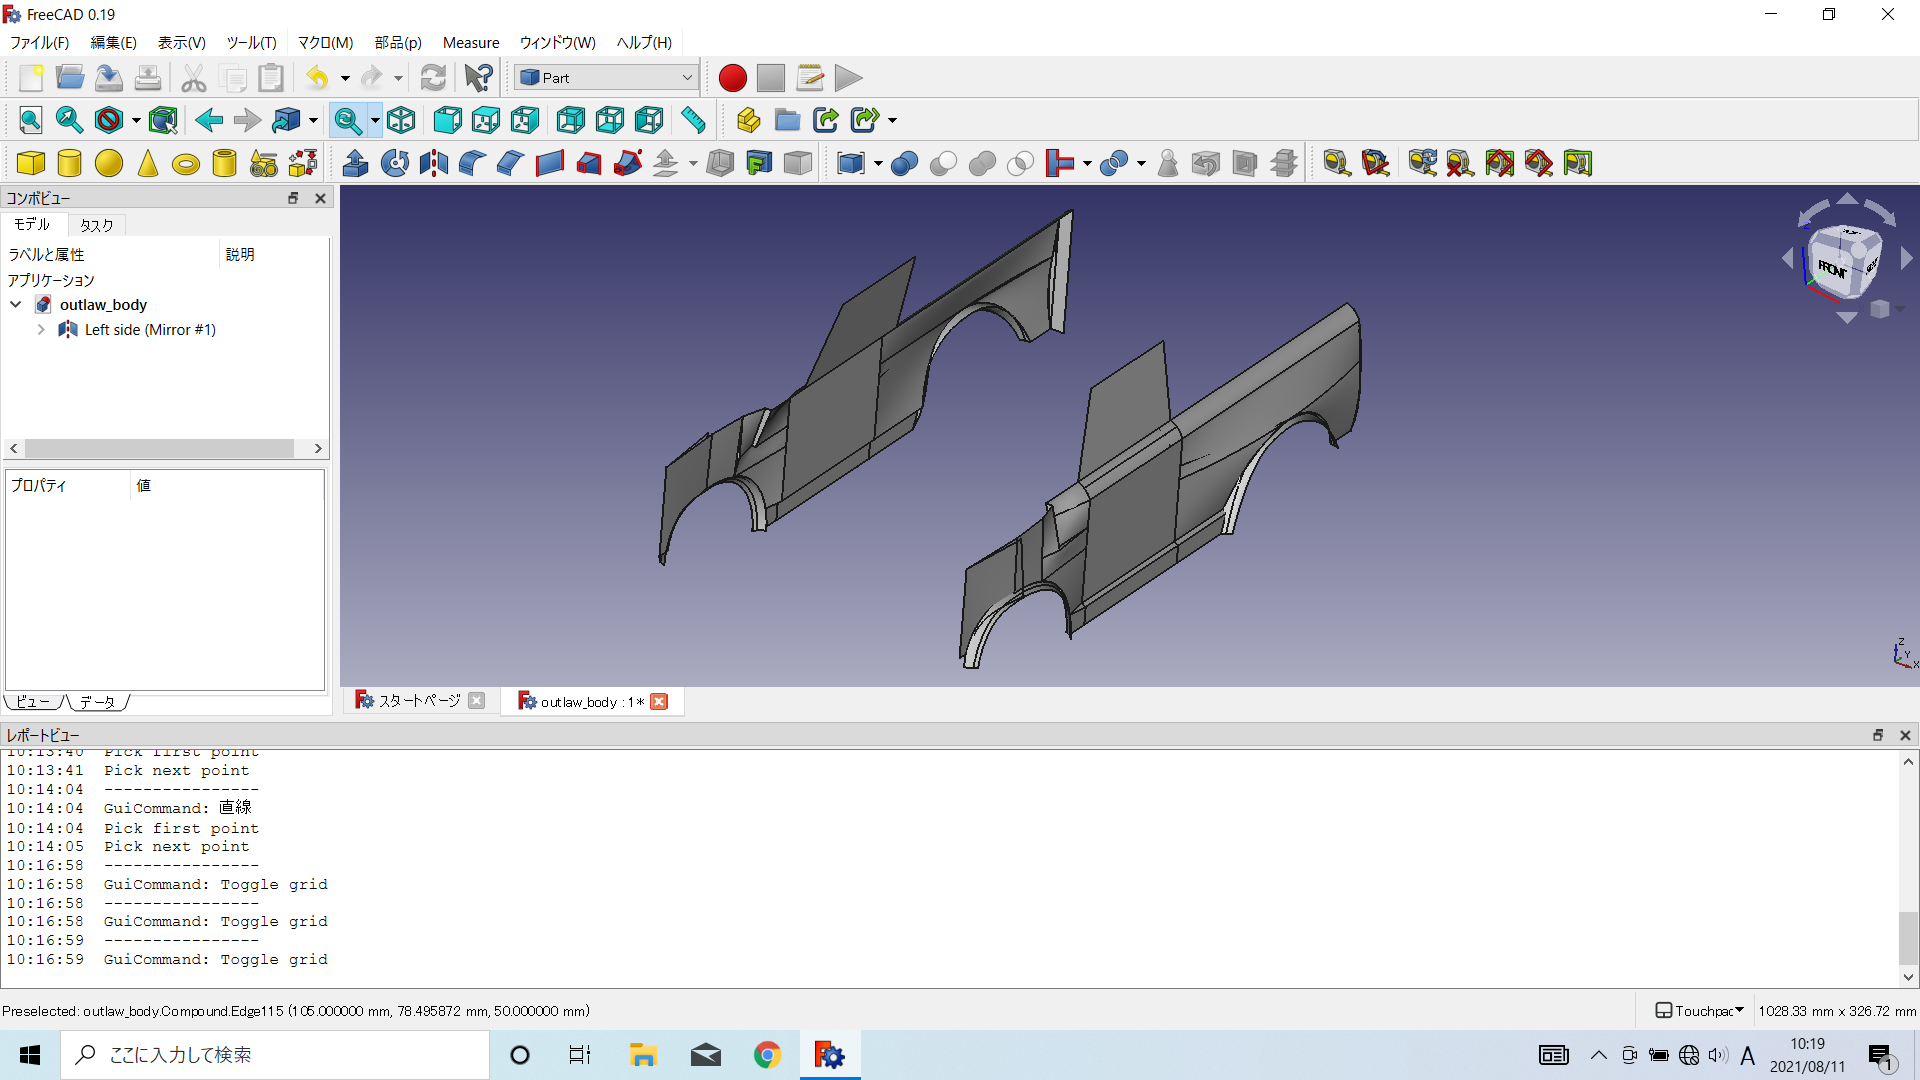 FreeCAD 0.19
ファイル(F) 編集(E) 表示(V) ツール(T) マクロ(M) 部品(p) Measure ウィンドウ(W) ヘルプ(H)
Part
コンボビュー
モデル タスク
ラベルと属性 説明
アプリケーション
outlaw_body
Left side (Mirror #1)
プロパティ 値
ビュー データ
FRONT
Z
Y
X
スタートページ
outlaw_body : 1*
レポートビュー
10:13:40 Pick first point
10:13:41 Pick next point
10:14:04 ----------------
10:14:04 GuiCommand: 直線
10:14:04 Pick first point
10:14:05 Pick next point
10:16:58 ----------------
10:16:58 GuiCommand: Toggle grid
10:16:58 ----------------
10:16:58 GuiCommand: Toggle grid
10:16:59 ----------------
10:16:59 GuiCommand: Toggle grid
Preselected: outlaw_body.Compound.Edge115 (105.000000 mm, 78.495872 mm, 50.000000 mm)
Touchpad
1028.33 mm x 326.72 mm
ここに入力して検索
A
10:19
2021/08/11
1